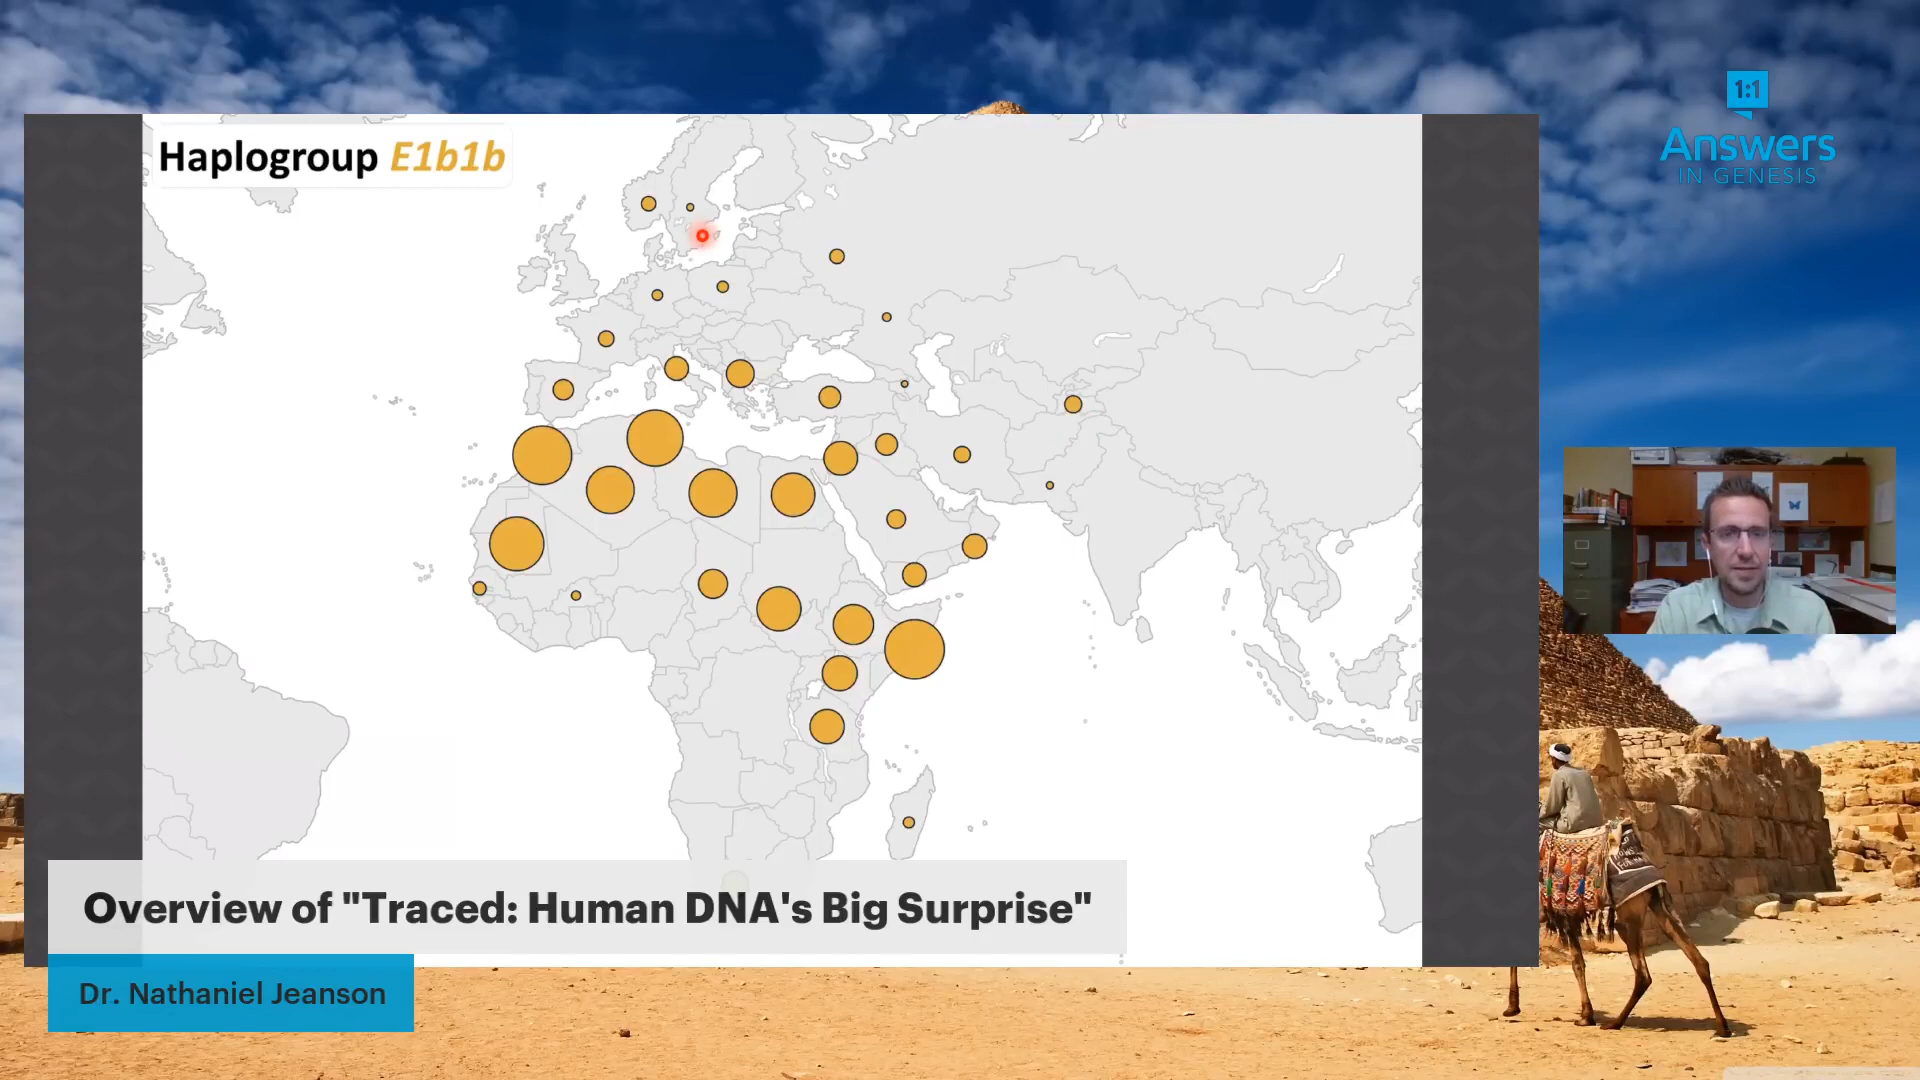 Haplogroup E1b1b
1:1
Answers
IN GENESIS
Overview of "Traced: Human DNA's Big Surprise"
Dr. Nathaniel Jeanson